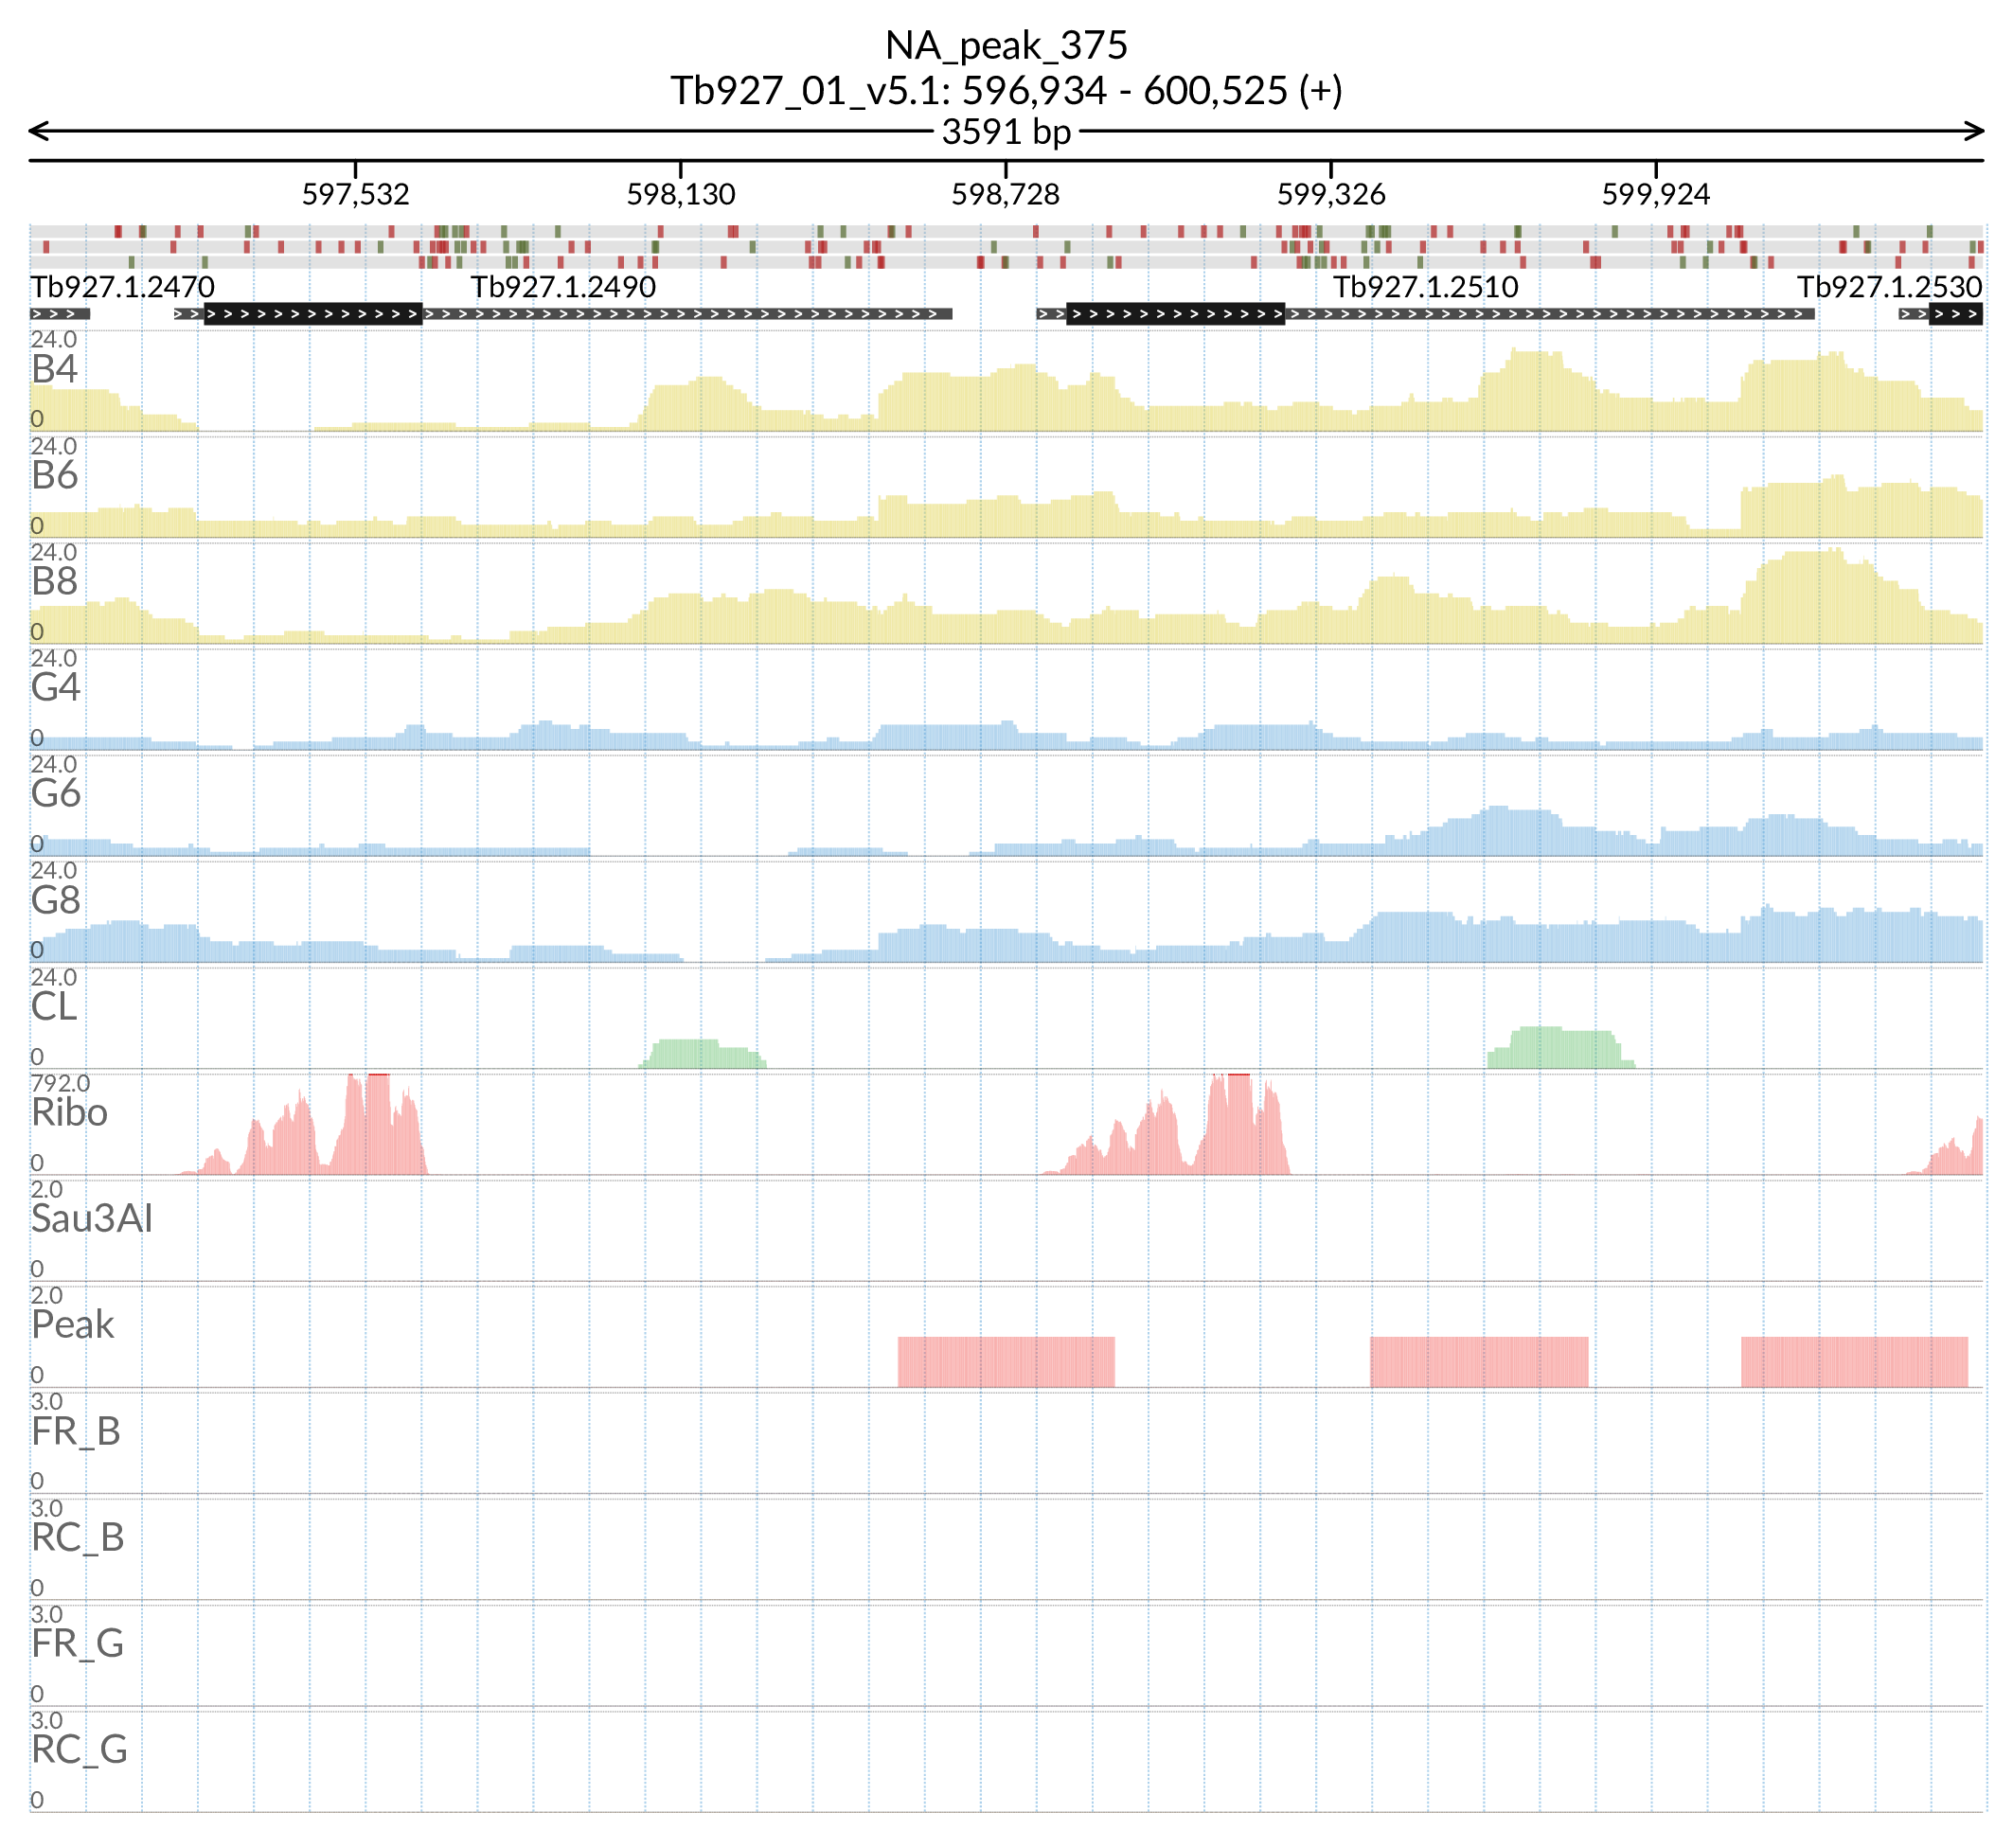 NA_peak_375
Tb927_01_v5.1: 596,934 - 600,525 (+)
3591 bp
597,532 598,130 598,728 599,326 599,924
Tb927.1.2470 Tb927.1.2490 Tb927.1.2510 Tb927.1.2530
24.0
B4
0
24.0
B6
0
24.0
B8
0
24.0
G4
0
24.0
G6
0
24.0
G8
0
24.0
CL
0
792.0
Ribo
0
2.0
Sau3AI
0
2.0
Peak
0
3.0
FR_B
0
3.0
RC_B
0
3.0
FR_G
0
3.0
RC_G
0